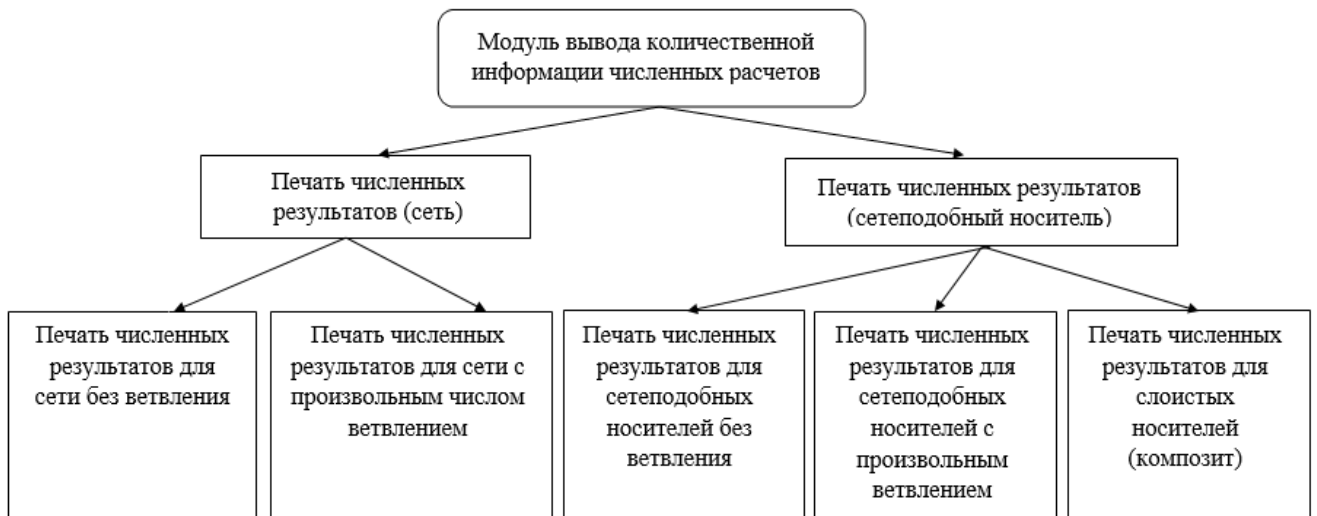 Модуль вывода количественной
информации численных расчетов
Печать численных
результатов (сеть)
Печать численных результатов
(сетеподобный носитель)
Печать численных
результатов для
сети без ветвления
Печать численных
результатов для сети с
произвольным числом
ветвлением
Печать численных
результатов для
сетеподобных
носителей без
ветвления
Печать численных
результатов для
сетеподобных
носителей с
произвольным
ветвлением
Печать численных
результатов для
слоистых
носителей
(композит)